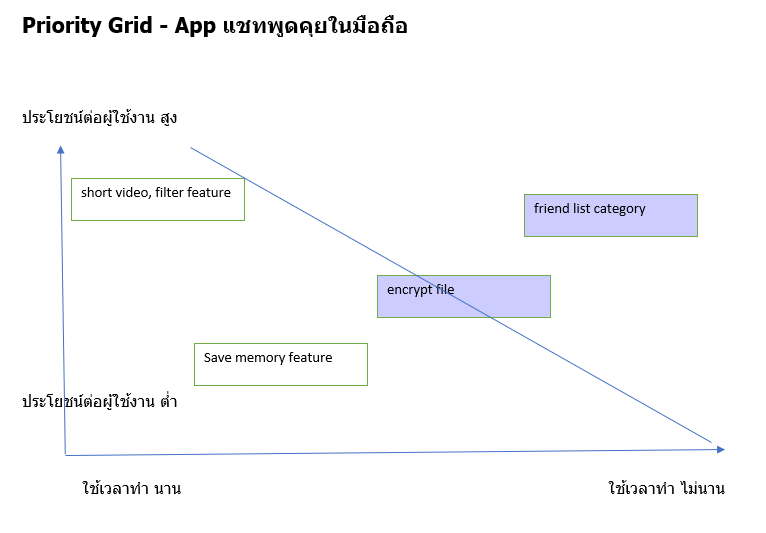 Priority Grid - App แชทพูดคุยในมือถือ
ประโยชน์ต่อผู้ใช้งาน สูง
short video, filter feature
friend list category
encrypt file
Save memory feature
ประโยชน์ต่อผู้ใช้งาน ต่ำ
ใช้เวลาทำ นาน
ใช้เวลาทำ ไม่นาน